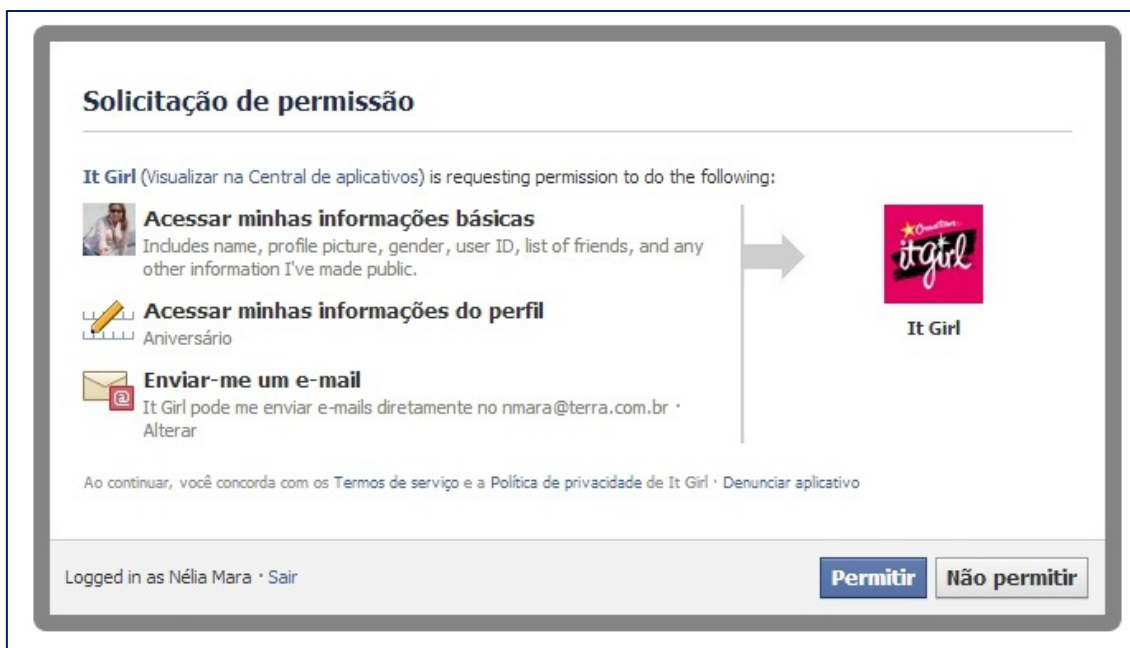 Solicitação de permissão
It Girl (Visualizar na Central de aplicativos) is requesting permission to do the following:
Acessar minhas informações básicas
Includes name, profile picture, gender, user ID, list of friends, and any
other information I've made public.
Acessar minhas informações do perfil
Aniversário
@
Enviar-me um e-mail
It Girl pode me enviar e-mails diretamente no nmara@terra.com.br ·
Alterar
it girl
It Girl
Ao continuar, você concorda com os Termos de serviço e a Política de privacidade de It Girl · Denunciar aplicativo
Logged in as Nélia Mara · Sair
Permitir
Não permitir